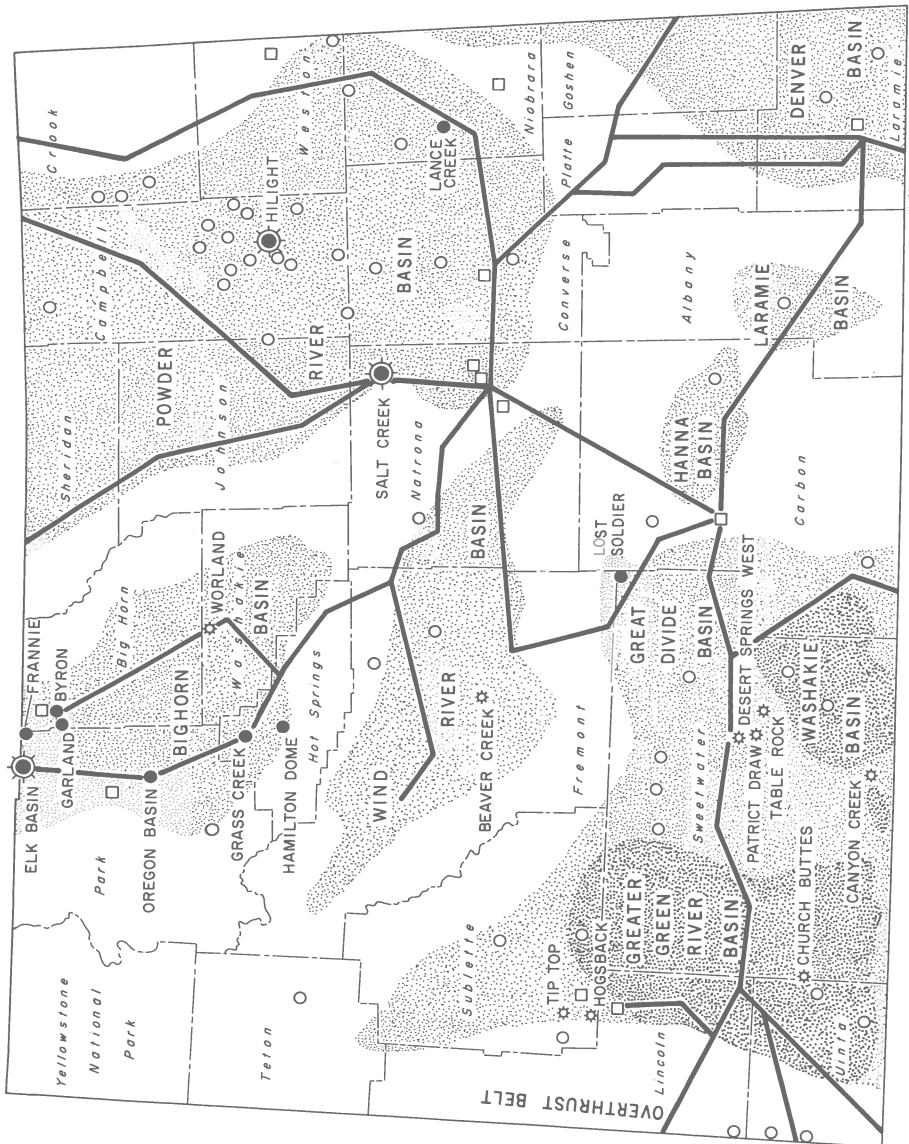 Yellowstone
National
Park
Park
Teton
ELK BASIN
FRANNIE
BYRON
GARLAND
Big Horn
OREGON BASIN
BIGHORN
BASIN
WORLAND
Washakie
GRASS CREEK
HAMILTON DOME
Hot Springs
Sheridan
Johnson
POWDER
RIVER
BASIN
Campbell
Crook
Weston
HILIGHT
SALT CREEK
Natrona
LANCE
CREEK
Niobrara
Converse
WIND
RIVER
BASIN
BEAVER CREEK
Fremont
Sublette
TIP TOP
HOGSBACK
Lincoln
OVERTHRUST BELT
Uinta
GREATER
GREEN
RIVER
BASIN
Sweetwater
CHURCH BUTTES
CANYON CREEK
PATRICT DRAW
TABLE ROCK
DESERT SPRINGS WEST
WASHAKIE
BASIN
GREAT
DIVIDE
BASIN
LOST
SOLDIER
HANNA
BASIN
Carbon
Albany
LARAMIE
BASIN
Platte
Goshen
DENVER
BASIN
Laramie